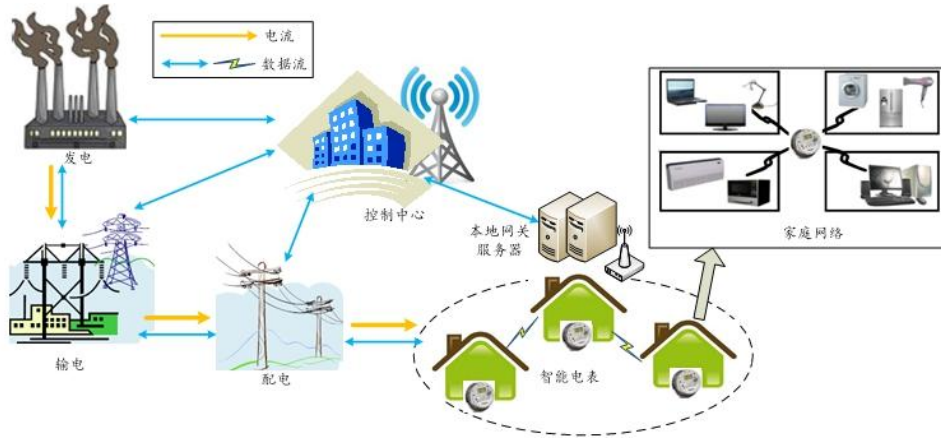 电流
数据流
发电
控制中心
本地网关
服务器
家庭网络
输电
配电
智能电表